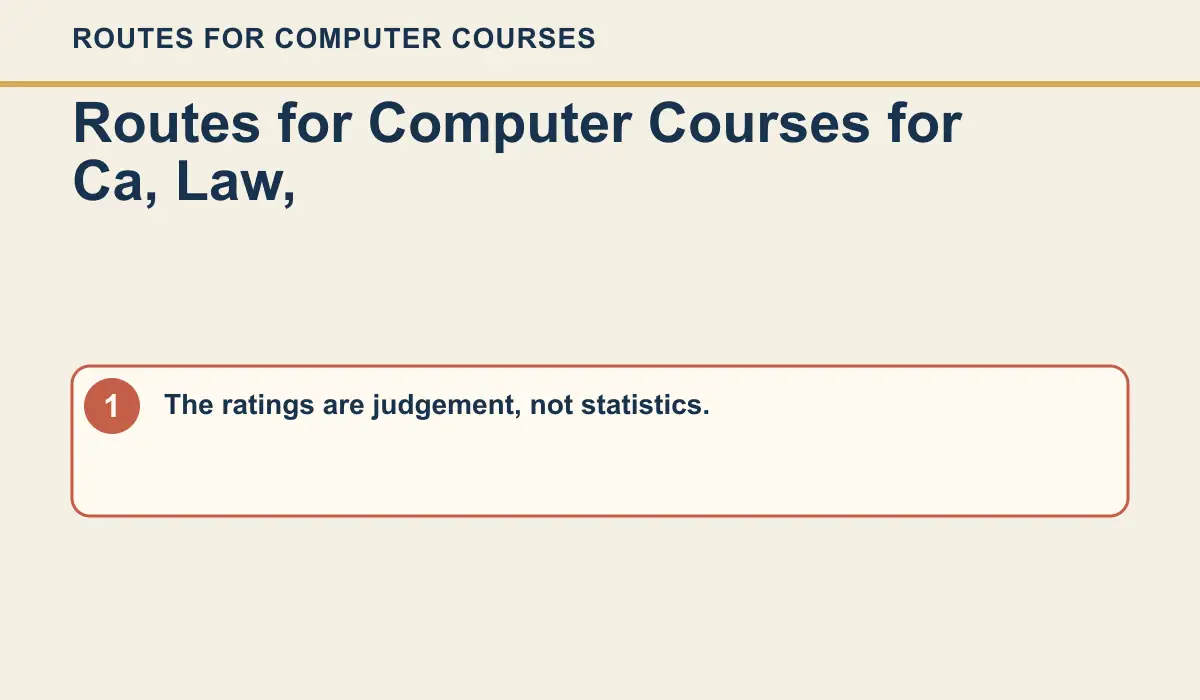 ROUTES FOR COMPUTER COURSES
Routes for Computer Courses for
Ca, Law,
1
The ratings are judgement, not statistics.